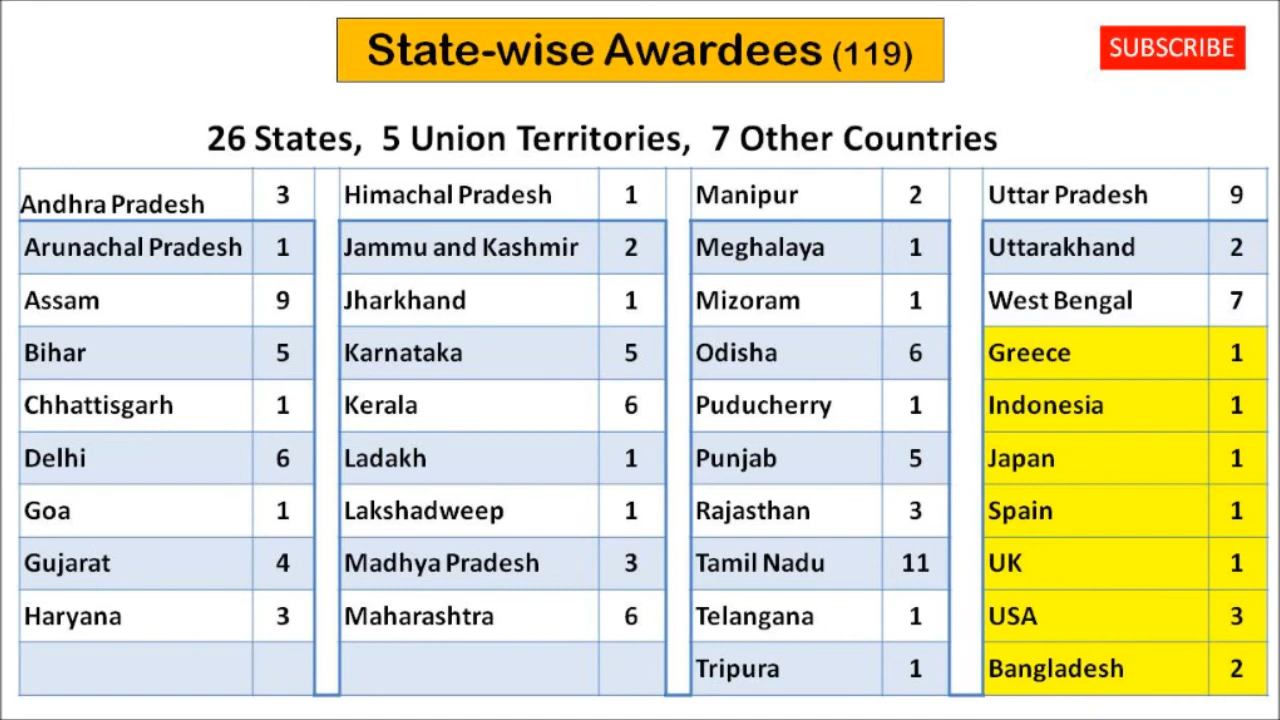 State-wise Awardees (119)
SUBSCRIBE
26 States, 5 Union Territories, 7 Other Countries
Andhra Pradesh 3 Himachal Pradesh 1 Manipur 2 Uttar Pradesh 9
Arunachal Pradesh 1 Jammu and Kashmir 2 Meghalaya 1 Uttarakhand 2
Assam 9 Jharkhand 1 Mizoram 1 West Bengal 7
Bihar 5 Karnataka 5 Odisha 6 Greece 1
Chhattisgarh 1 Kerala 6 Puducherry 1 Indonesia 1
Delhi 6 Ladakh 1 Punjab 5 Japan 1
Goa 1 Lakshadweep 1 Rajasthan 3 Spain 1
Gujarat 4 Madhya Pradesh 3 Tamil Nadu 11 UK 1
Haryana 3 Maharashtra 6 Telangana 1 USA 3
Tripura 1 Bangladesh 2